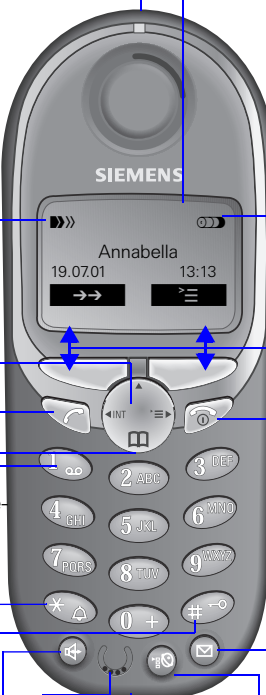 SIEMENS
Annabella
19.07.01 13:13
INT
1
2 ABC
3 DEF
4 GHI
5 JKL
6 MNO
7 PQRS
8 TUV
9 WXYZ
*
0 +
#